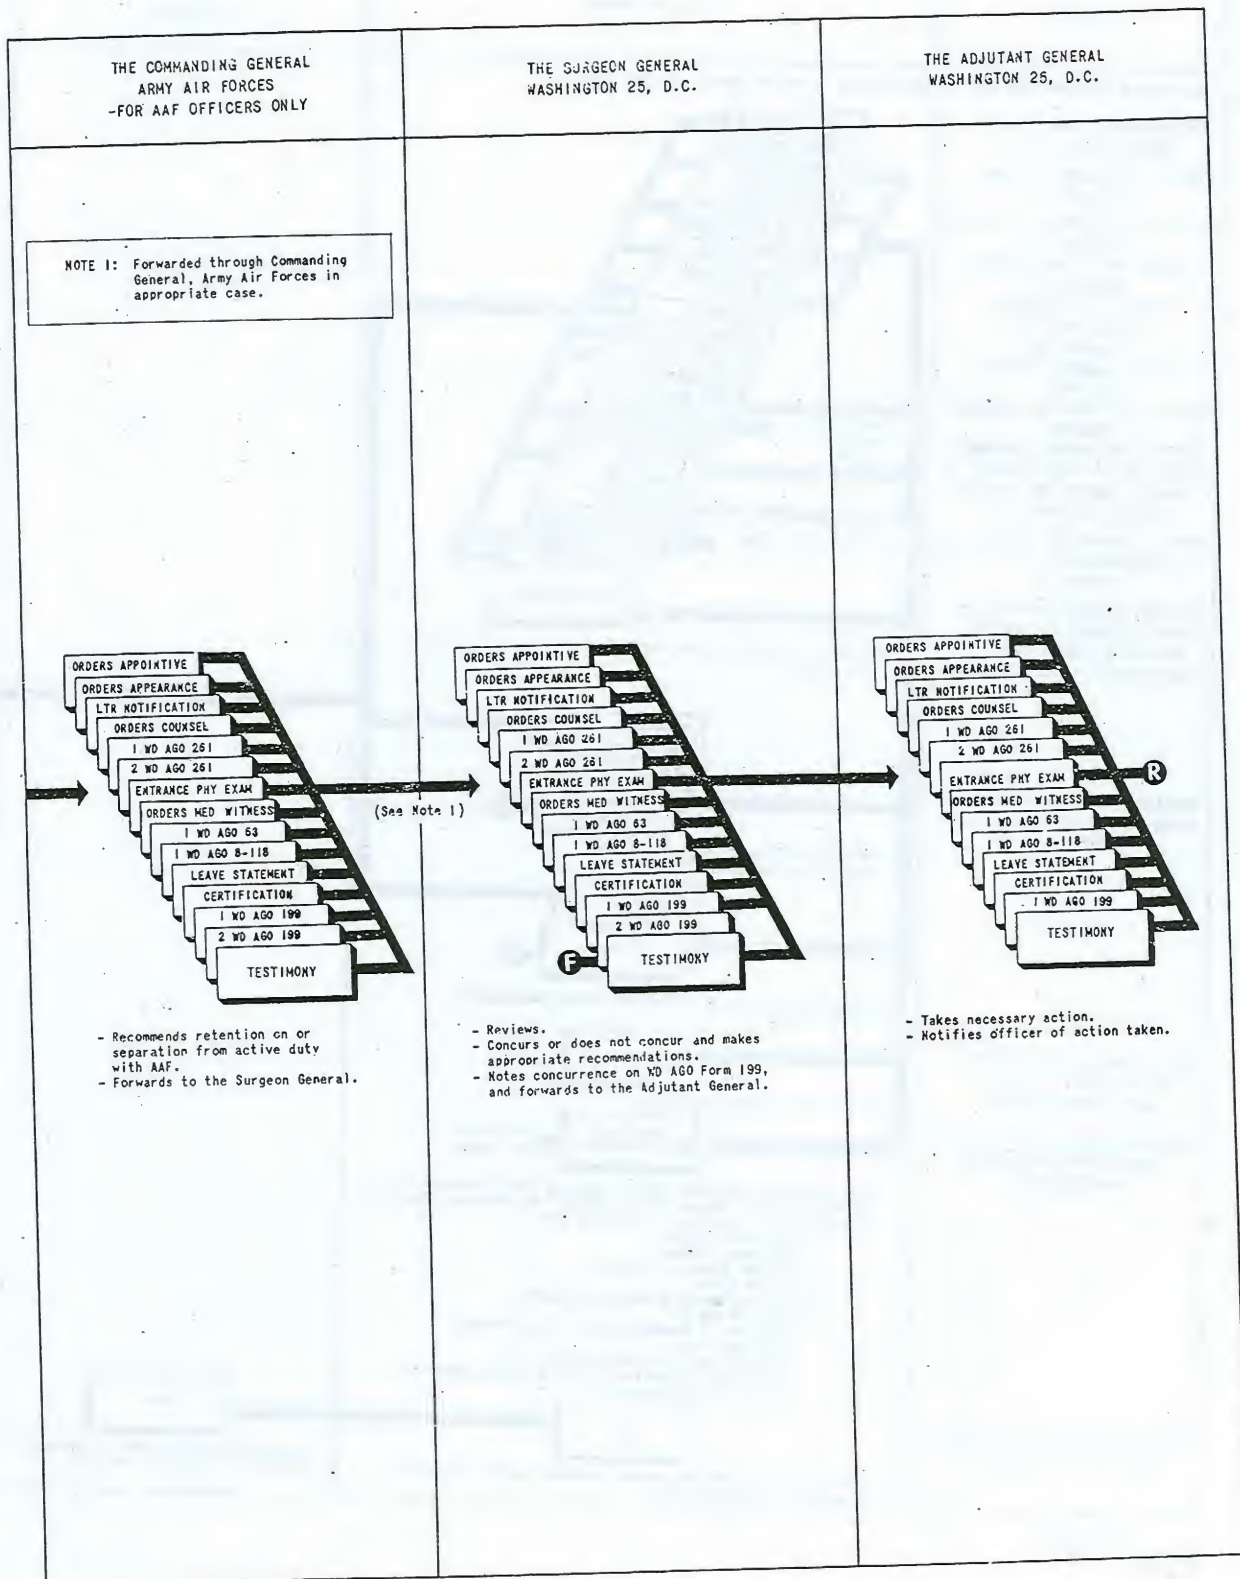 THE COMMANDING GENERAL
ARMY AIR FORCES
-FOR AAF OFFICERS ONLY
NOTE 1: Forwarded through Commanding
General, Army Air Forces in
appropriate case.
ORDERS APPOINTIVE
ORDERS APPEARANCE
LTR NOTIFICATION
ORDERS COUNSEL
1 WD AGO 261
2 WD AGO 261
ENTRANCE PHY EXAM
ORDERS MED WITNESS
1 WD AGO 63
1 WD AGO 8-118
LEAVE STATEMENT
CERTIFICATION
1 WD AGO 199
2 WD AGO 199
TESTIMONY
- Recommends retention on or
separation from active duty
with AAF.
- Forwards to the Surgeon General.
(See Note 1)
THE SURGEON GENERAL
WASHINGTON 25, D.C.
ORDERS APPOINTIVE
ORDERS APPEARANCE
LTR NOTIFICATION
ORDERS COUNSEL
1 WD AGO 261
2 WD AGO 261
ENTRANCE PHY EXAM
ORDERS MED WITNESS
1 WD AGO 63
1 WD AGO 8-118
LEAVE STATEMENT
CERTIFICATION
1 WD AGO 199
2 WD AGO 199
F
TESTIMONY
- Reviews.
- Concurs or does not concur and makes
appropriate recommendations.
- Notes concurrence on WD AGO Form 199,
and forwards to the Adjutant General.
THE ADJUTANT GENERAL
WASHINGTON 25, D.C.
ORDERS APPOINTIVE
ORDERS APPEARANCE
LTR NOTIFICATION
ORDERS COUNSEL
1 WD AGO 261
2 WD AGO 261
ENTRANCE PHY EXAM
R
ORDERS MED WITNESS
1 WD AGO 63
1 WD AGO 8-118
LEAVE STATEMENT
CERTIFICATION
1 WD AGO 199
TESTIMONY
- Takes necessary action.
- Notifies officer of action taken.